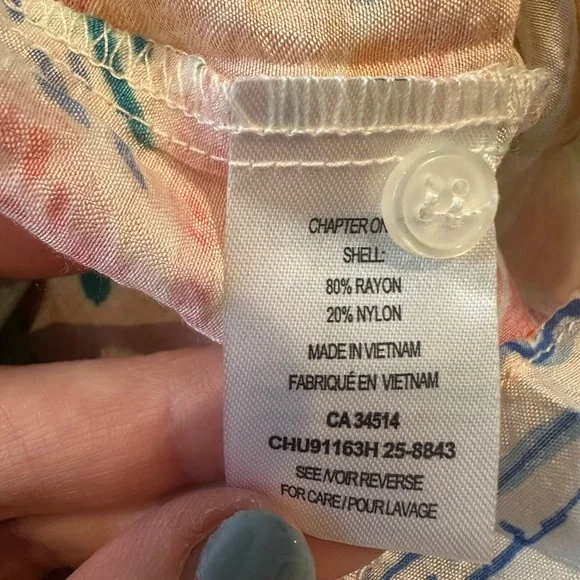 CHAPTER
SHELL:
80% RAYON
20% NYLON
MADE IN VIETNAM
FABRIQUÉ EN VIETNAM
CA 34514
CHU91163H 25-8843
SEE/VOIR REVERSE
FOR CARE/POUR LAVAGE